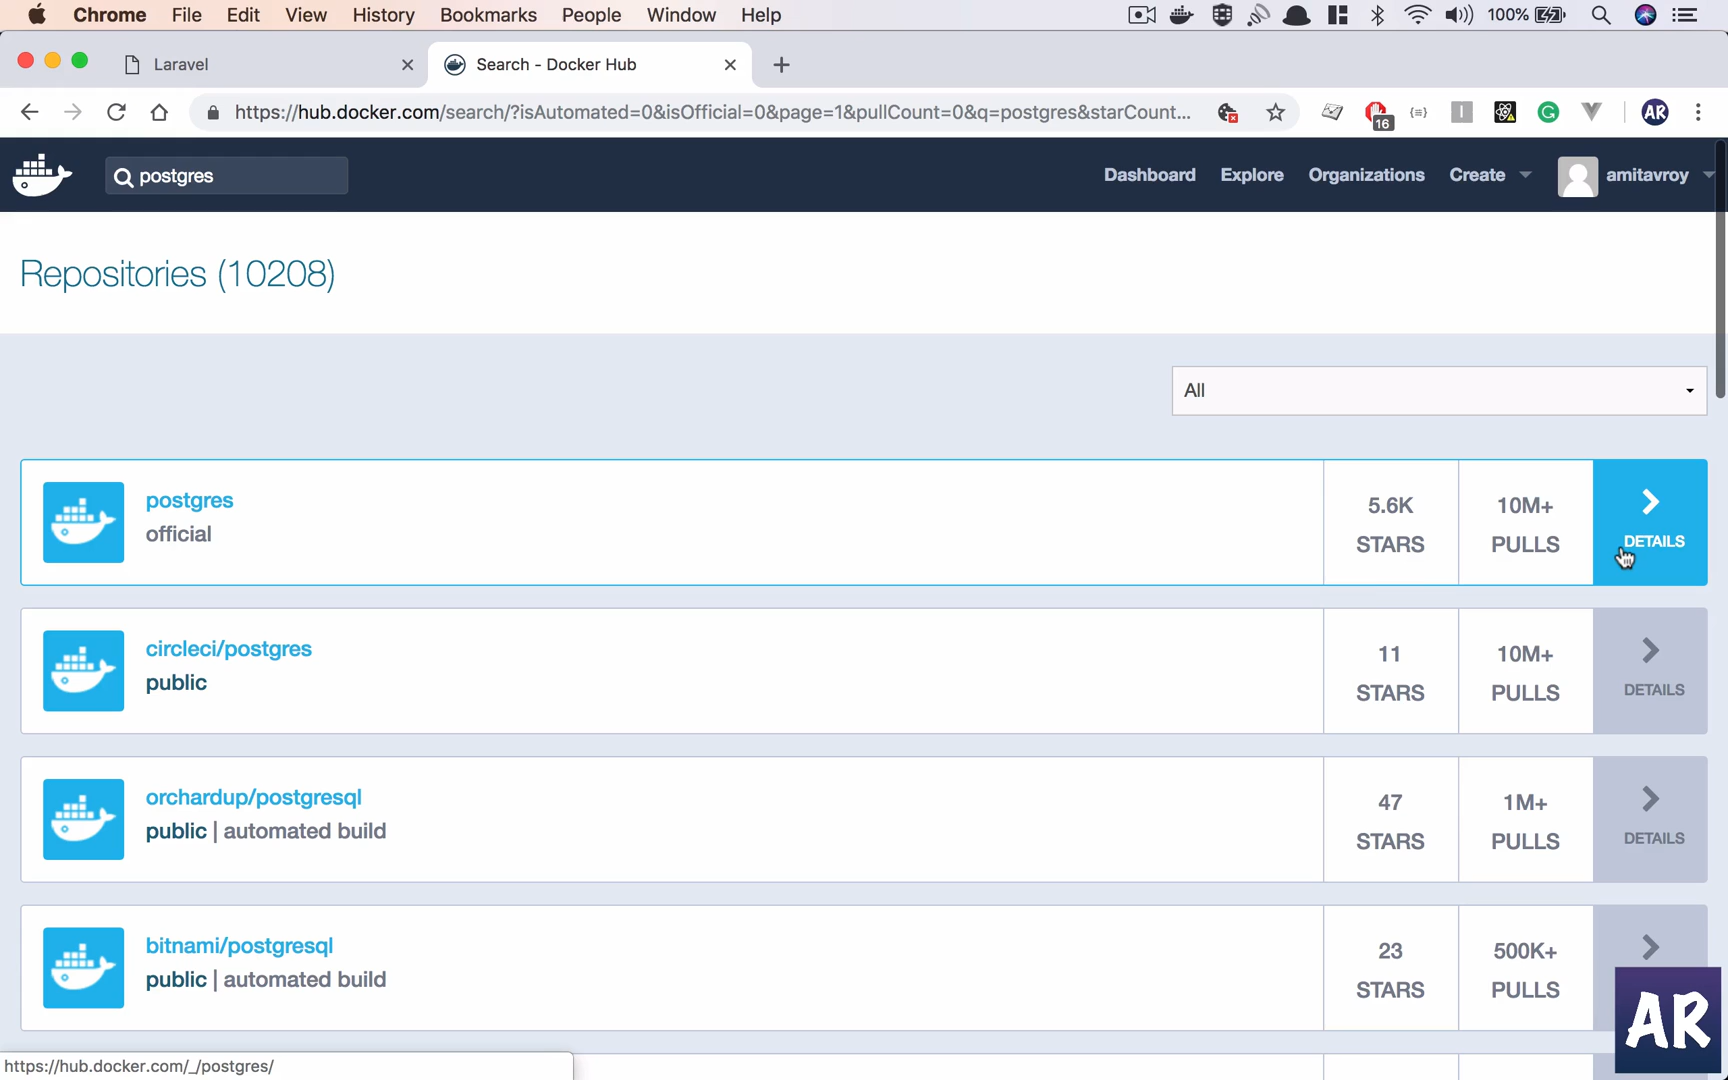 Chrome File Edit View History Bookmarks People Window Help 100%
Laravel Search - Docker Hub
https://hub.docker.com/search/?isAutomated=0&isOfficial=0&page=1&pullCount=0&q=postgres&starCount... 16 AR
postgres Dashboard Explore Organizations Create amitavroy
Repositories (10208)
All
postgres
official
5.6K
STARS
10M+
PULLS
DETAILS
circleci/postgres
public
11
STARS
10M+
PULLS
DETAILS
orchardup/postgresql
public | automated build
47
STARS
1M+
PULLS
DETAILS
bitnami/postgresql
public | automated build
23
STARS
500K+
PULLS
AR
https://hub.docker.com/_/postgres/